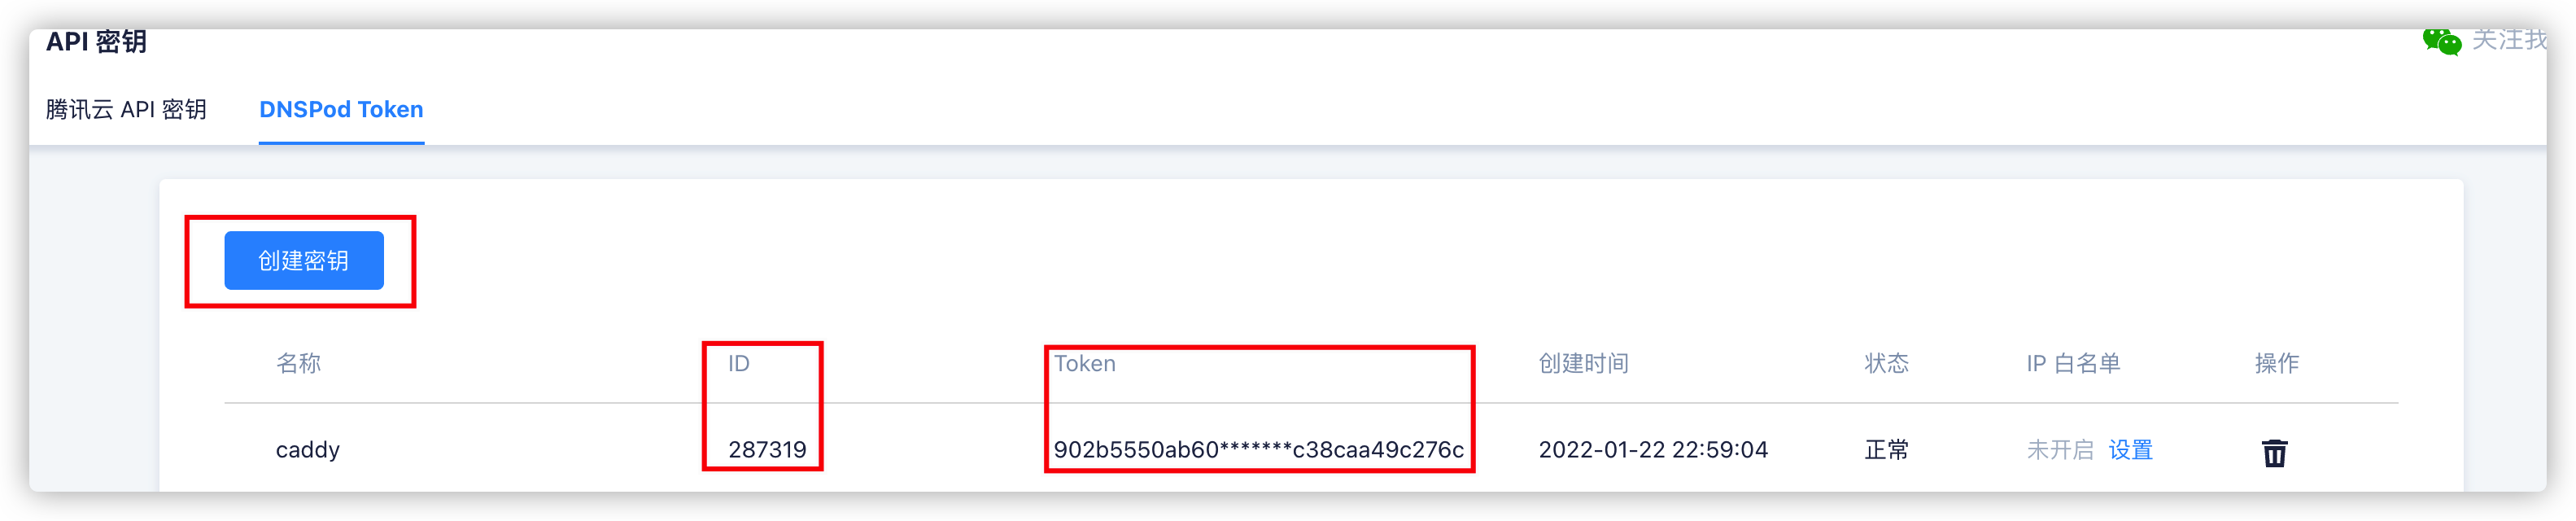 API 密钥
关注我
腾讯云 API 密钥 DNSPod Token
创建密钥
名称 ID Token 创建时间 状态 IP 白名单 操作
caddy 287319 902b5550ab60*******c38caa49c276c 2022-01-22 22:59:04 正常 未开启 设置